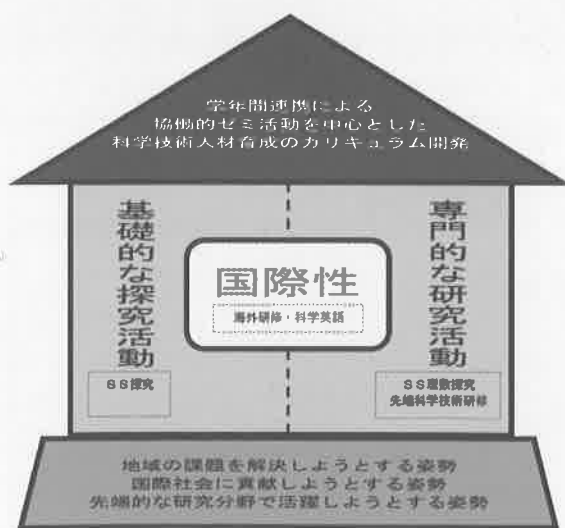 学年間連携による
協働的ゼミ活動を中心とした
科学技術人材育成のカリキュラム開発
基礎的な探究活動
国際性
海外研修・科学英語
専門的な研究活動
SS探究
SS理数探究
先端科学技術研修
地域の課題を解決しようとする姿勢
国際社会に貢献しようとする姿勢
先端的な研究分野で活躍しようとする姿勢